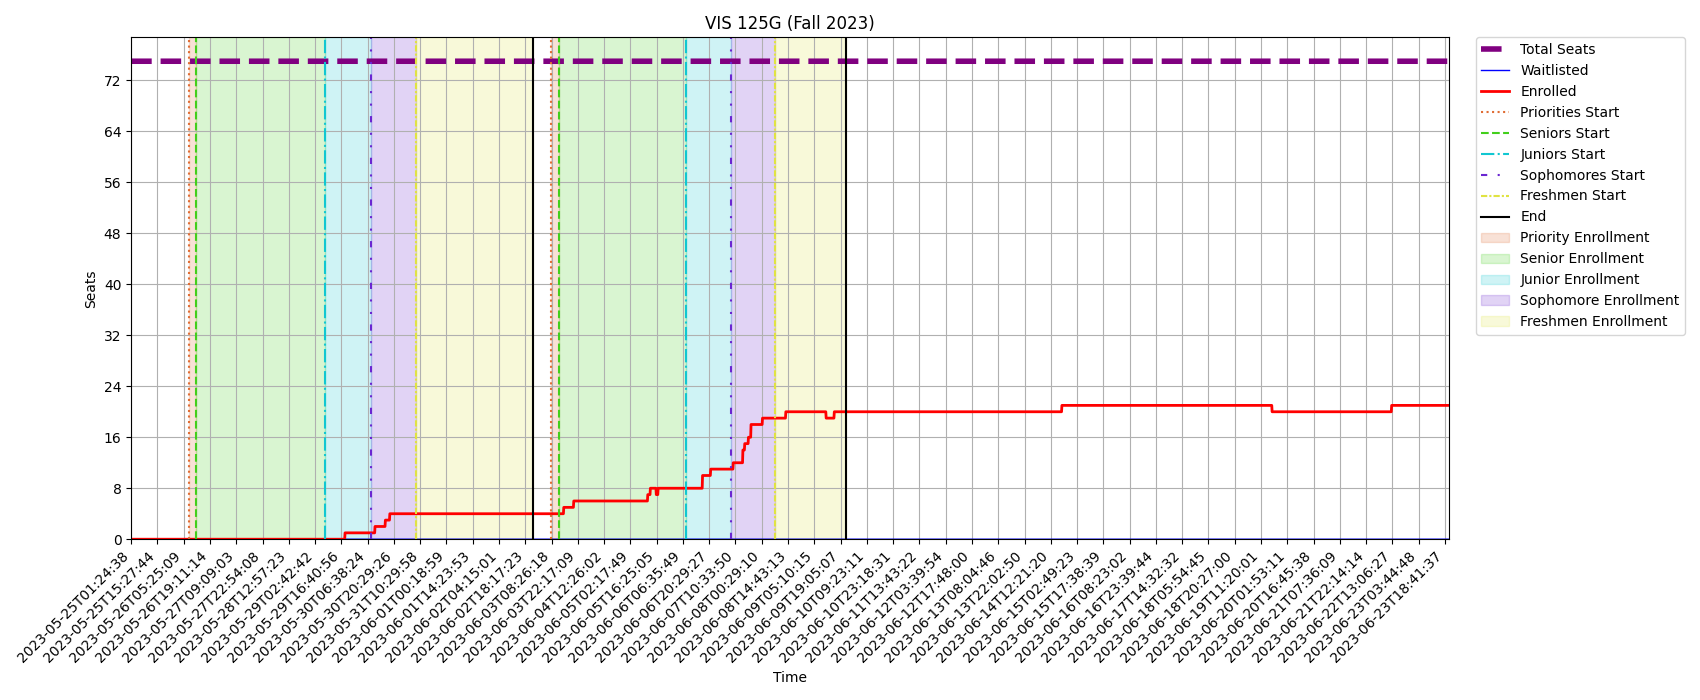 VIS 125G (Fall 2023)
Seats
72
64
56
48
40
32
24
16
8
0
2023-05-25T01:24:38
2023-05-25T15:27:44
2023-05-26T05:25:09
2023-05-26T19:11:14
2023-05-27T09:09:03
2023-05-27T22:54:08
2023-05-28T12:57:23
2023-05-29T02:42:42
2023-05-29T16:40:56
2023-05-30T06:38:24
2023-05-30T20:29:26
2023-05-31T10:29:58
2023-06-01T00:18:59
2023-06-01T14:23:53
2023-06-02T04:15:01
2023-06-02T18:17:23
2023-06-03T08:26:18
2023-06-03T22:17:09
2023-06-04T12:26:02
2023-06-05T02:17:49
2023-06-05T16:25:05
2023-06-06T06:35:49
2023-06-06T20:29:27
2023-06-07T10:33:50
2023-06-08T00:29:10
2023-06-08T14:43:13
2023-06-09T05:10:15
2023-06-09T19:05:07
2023-06-10T09:23:11
2023-06-10T23:18:31
2023-06-11T13:43:22
2023-06-12T03:39:54
2023-06-12T17:48:00
2023-06-13T08:04:46
2023-06-13T22:02:50
2023-06-14T12:21:20
2023-06-15T02:49:23
2023-06-15T17:38:39
2023-06-16T08:23:02
2023-06-16T23:39:44
2023-06-17T14:32:32
2023-06-18T05:54:45
2023-06-18T20:27:00
2023-06-19T11:20:01
2023-06-20T01:53:11
2023-06-20T16:45:38
2023-06-21T07:36:09
2023-06-21T22:14:14
2023-06-22T13:06:27
2023-06-23T03:44:48
2023-06-23T18:41:37
Time
Total Seats
Waitlisted
Enrolled
Priorities Start
Seniors Start
Juniors Start
Sophomores Start
Freshmen Start
End
Priority Enrollment
Senior Enrollment
Junior Enrollment
Sophomore Enrollment
Freshmen Enrollment